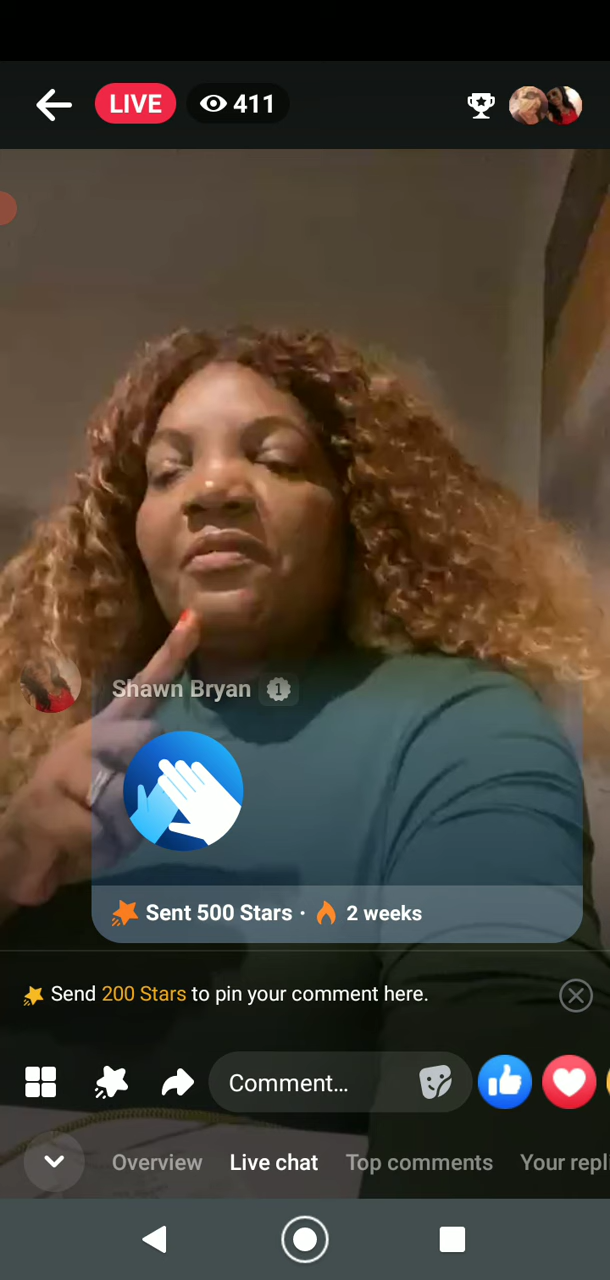 LIVE 411
Shawn Bryan 1
Sent 500 Stars · 2 weeks
Send 200 Stars to pin your comment here.
Comment...
Overview Live chat Top comments Your repli